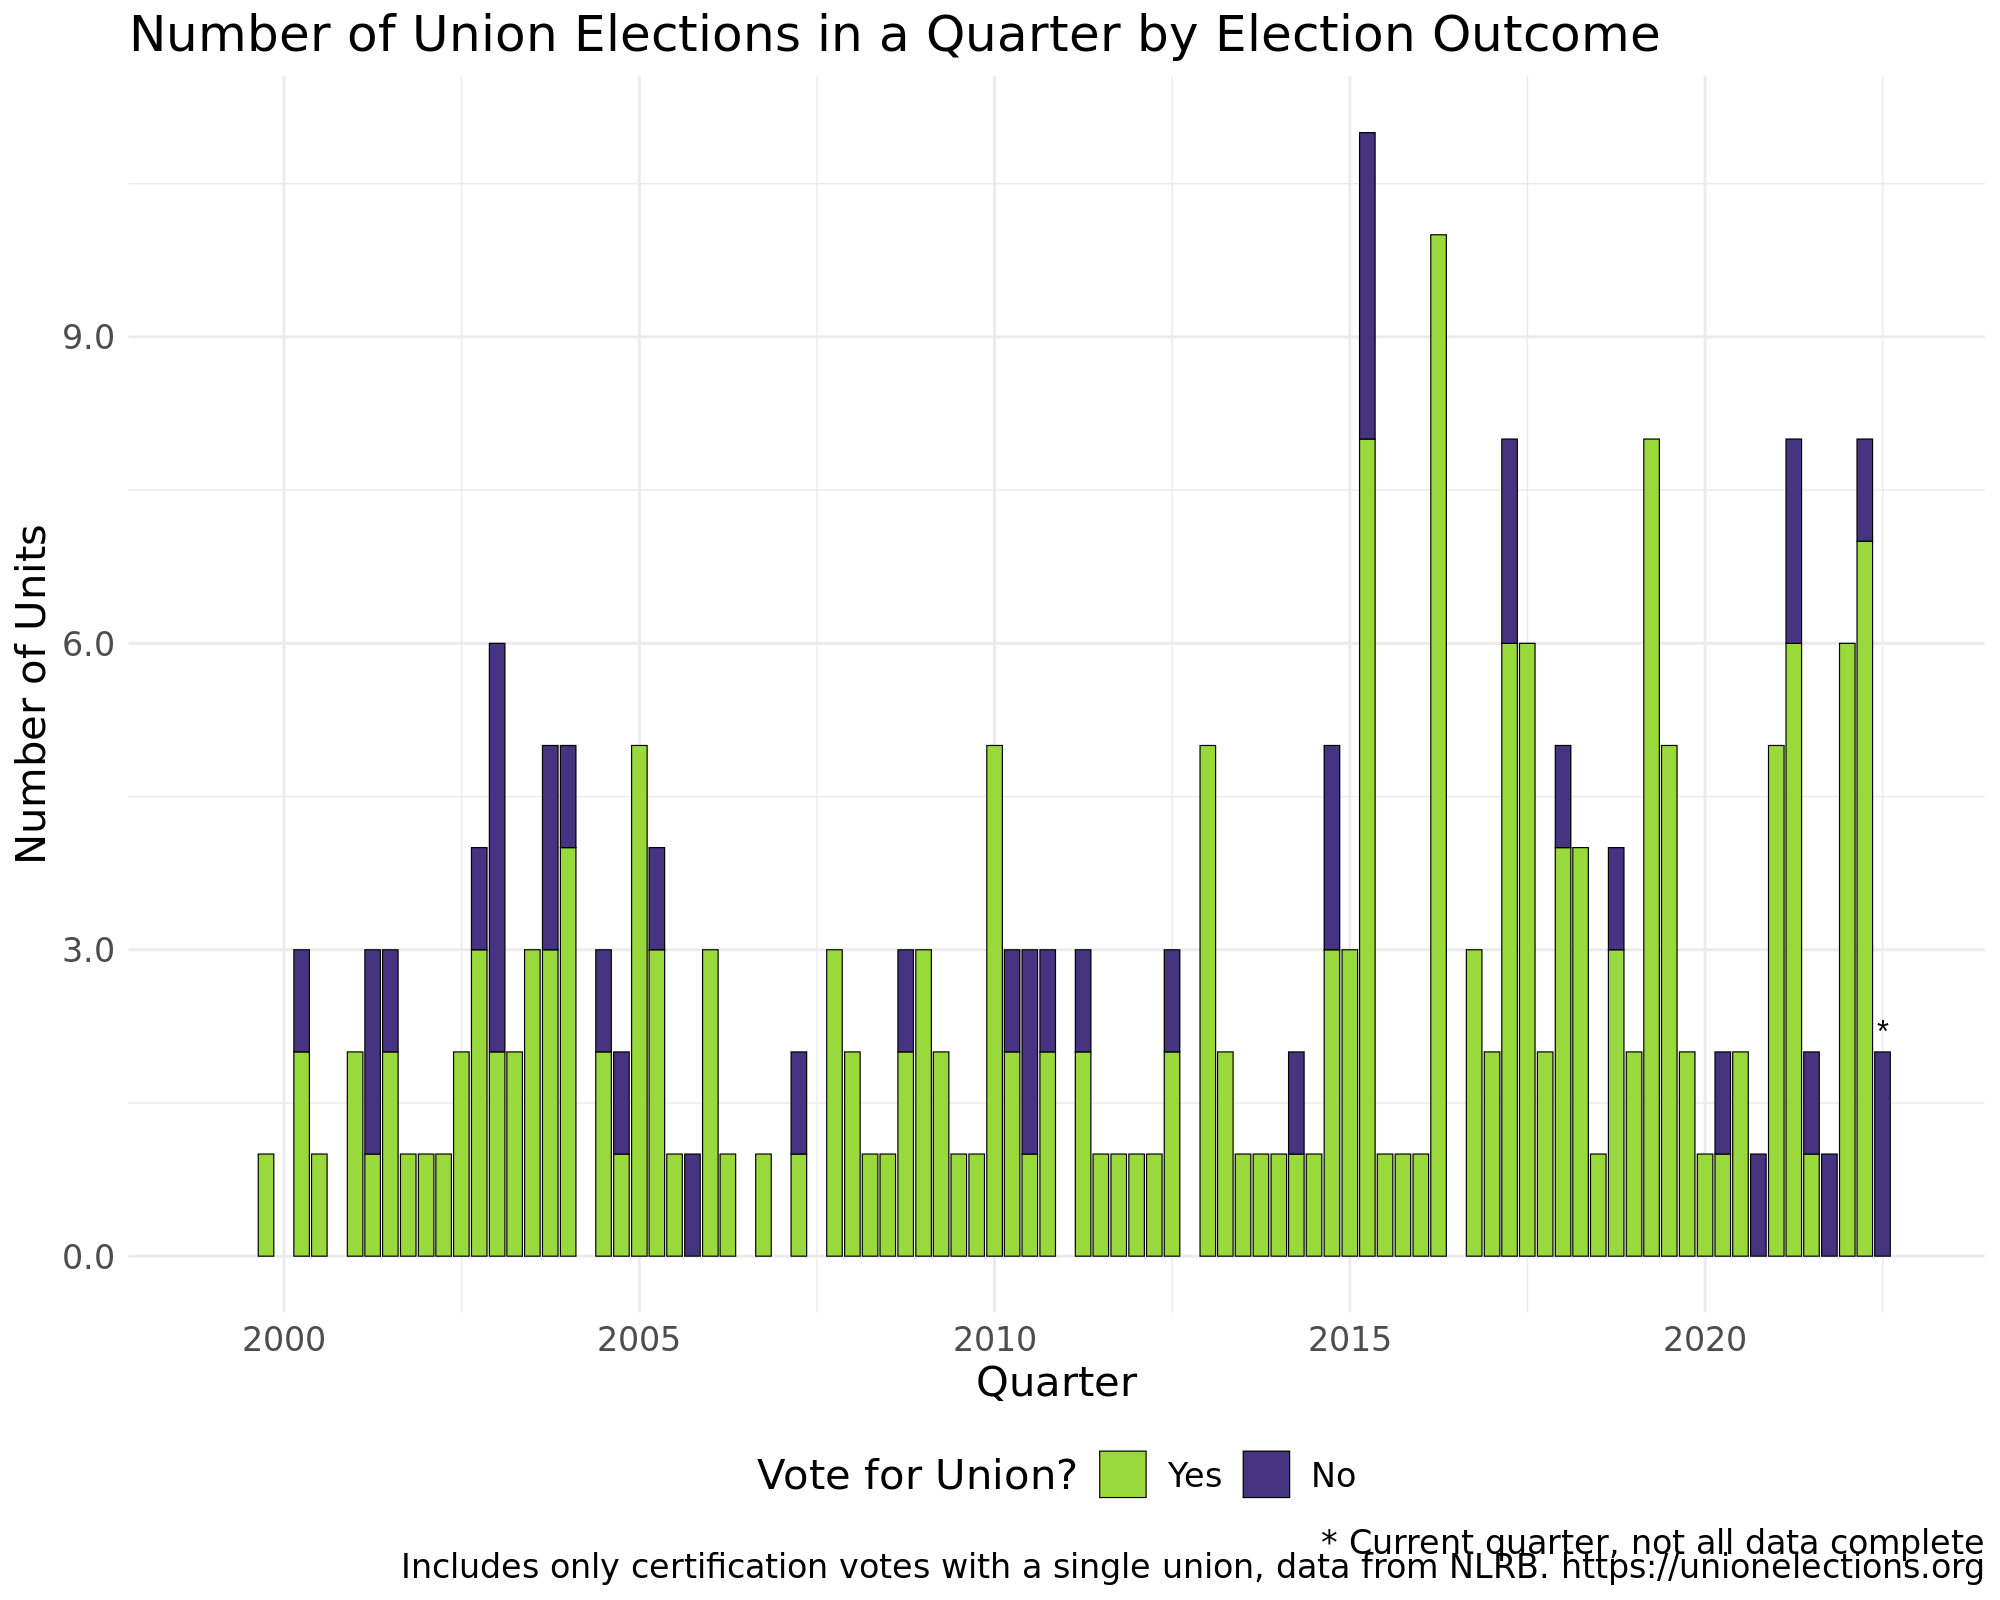 Number of Union Elections in a Quarter by Election Outcome
Number of Units
9.0
6.0
3.0
0.0
*
2000 2005 2010 2015 2020
Quarter
Vote for Union? Yes No
* Current quarter, not all data complete
Includes only certification votes with a single union, data from NLRB. https://unionelections.org